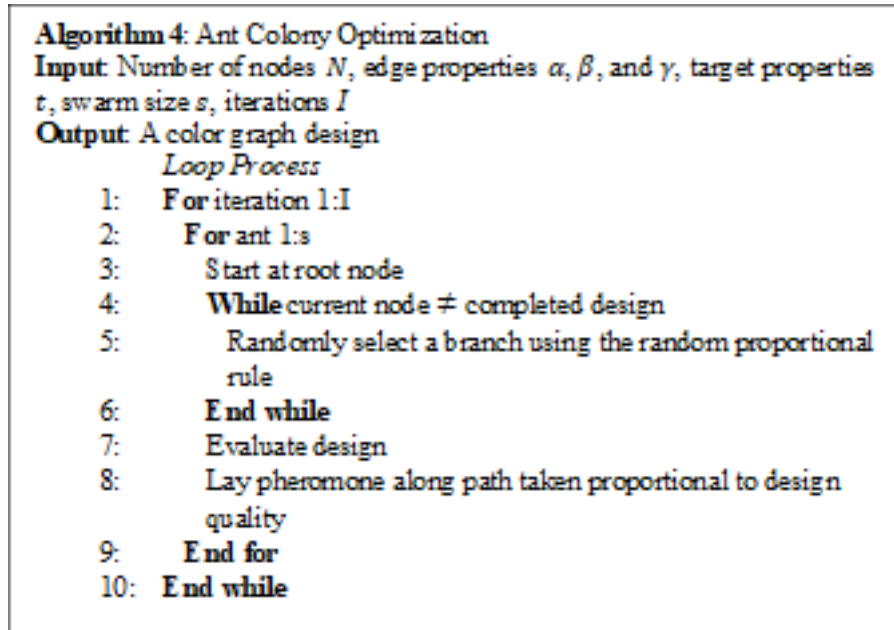 Algorithm 4: Ant Colony Optimization
Input: Number of nodes N, edge properties α, β, and γ, target properties
t, swarm size s, iterations I
Output: A color graph design
Loop Process
1: For iteration 1:I
2: For ant 1:s
3: Start at root node
4: While current node ≠ completed design
5: Randomly select a branch using the random proportional
rule
6: End while
7: Evaluate design
8: Lay pheromone along path taken proportional to design
quality
9: End for
10: End while